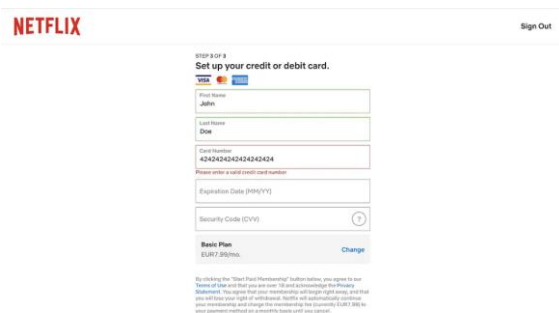 NETFLIX
Sign Out
STEP 3 OF 3
Set up your credit or debit card.
VISA
First Name
John
Last Name
Doe
Card Number
4242424242424242424
Please enter a valid credit card number
Expiration Date (MM/YY)
Security Code (CVV)
?
Basic Plan
EUR7.99/mo.
Change
By clicking the "Start Paid Membership" button below, you agree to our
Terms of Use and that you are over 18 and acknowledge the Privacy
Statement. You agree that your membership will begin right away, and that
you will lose your right of withdrawal. Netflix will automatically continue
your membership and charge the membership fee (currently EUR7.99) to
your payment method on a monthly basis until you cancel.